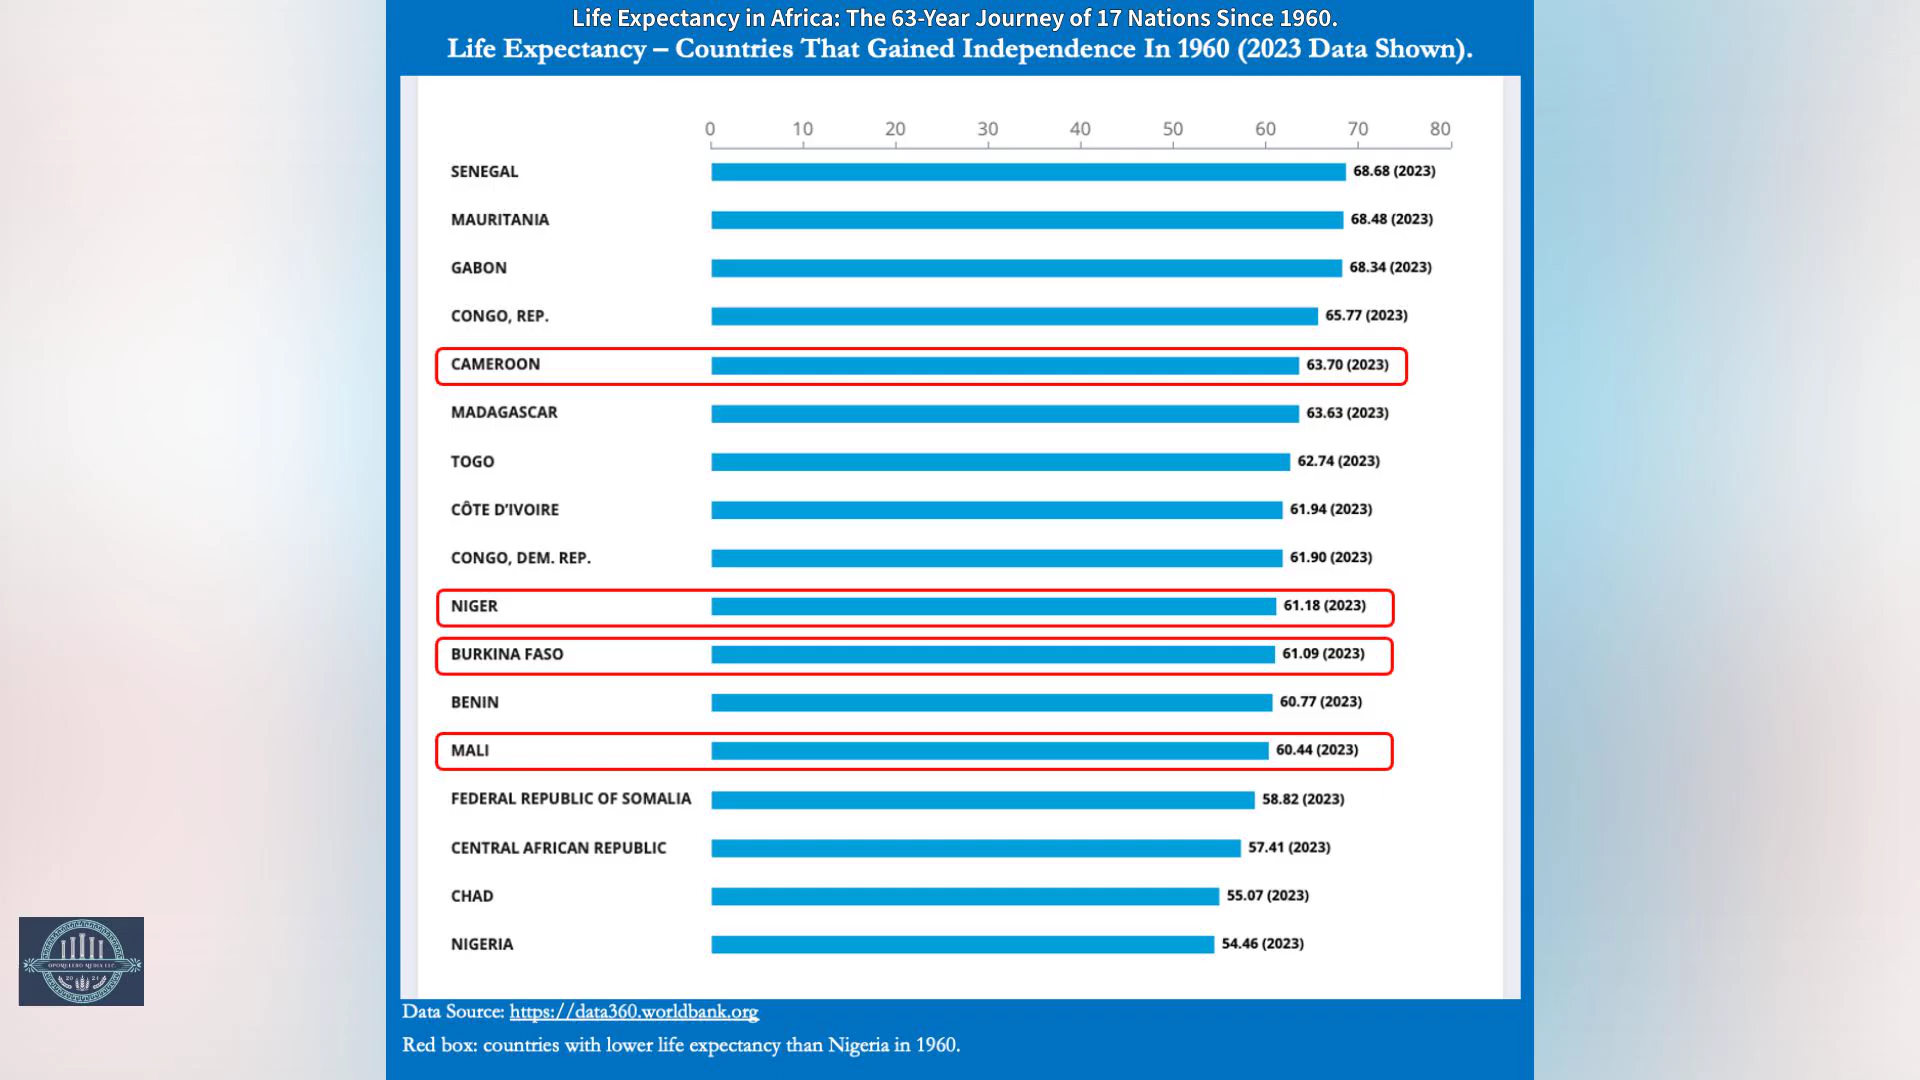 Life Expectancy in Africa: The 63-Year Journey of 17 Nations Since 1960.
Life Expectancy – Countries That Gained Independence In 1960 (2023 Data Shown).
0 10 20 30 40 50 60 70 80
SENEGAL 68.68 (2023)
MAURITANIA 68.48 (2023)
GABON 68.34 (2023)
CONGO, REP. 65.77 (2023)
CAMEROON 63.70 (2023)
MADAGASCAR 63.63 (2023)
TOGO 62.74 (2023)
CÔTE D'IVOIRE 61.94 (2023)
CONGO, DEM. REP. 61.90 (2023)
NIGER 61.18 (2023)
BURKINA FASO 61.09 (2023)
BENIN 60.77 (2023)
MALI 60.44 (2023)
FEDERAL REPUBLIC OF SOMALIA 58.82 (2023)
CENTRAL AFRICAN REPUBLIC 57.41 (2023)
CHAD 55.07 (2023)
NIGERIA 54.46 (2023)
OPOMULERO MEDIA LLC.
20 21
Data Source: https://data360.worldbank.org
Red box: countries with lower life expectancy than Nigeria in 1960.